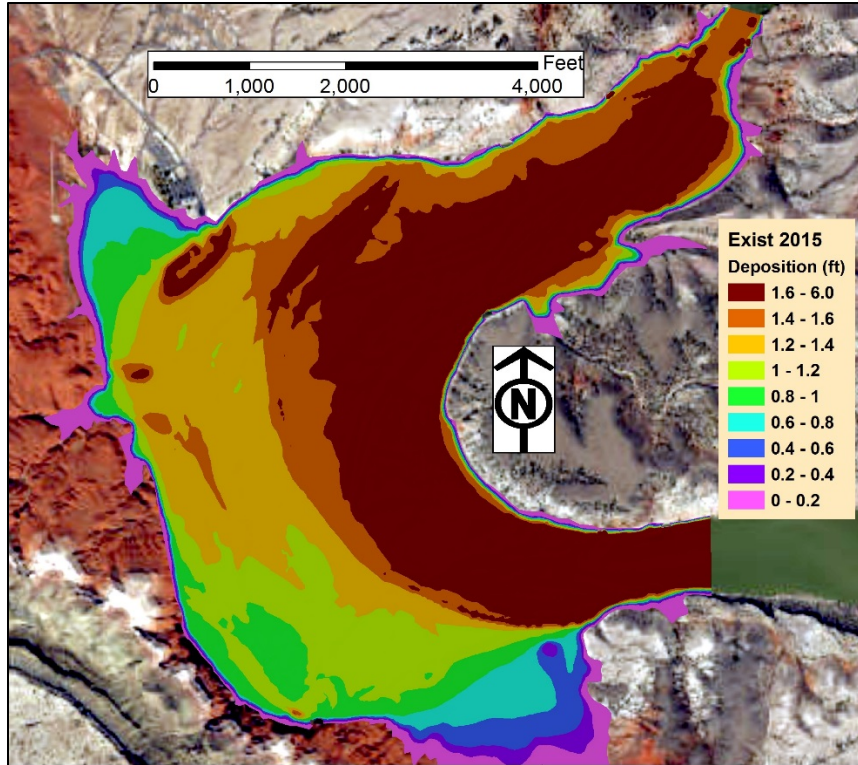 Feet
0 1,000 2,000 4,000
N
Exist 2015
Deposition (ft)
1.6 - 6.0
1.4 - 1.6
1.2 - 1.4
1 - 1.2
0.8 - 1
0.6 - 0.8
0.4 - 0.6
0.2 - 0.4
0 - 0.2